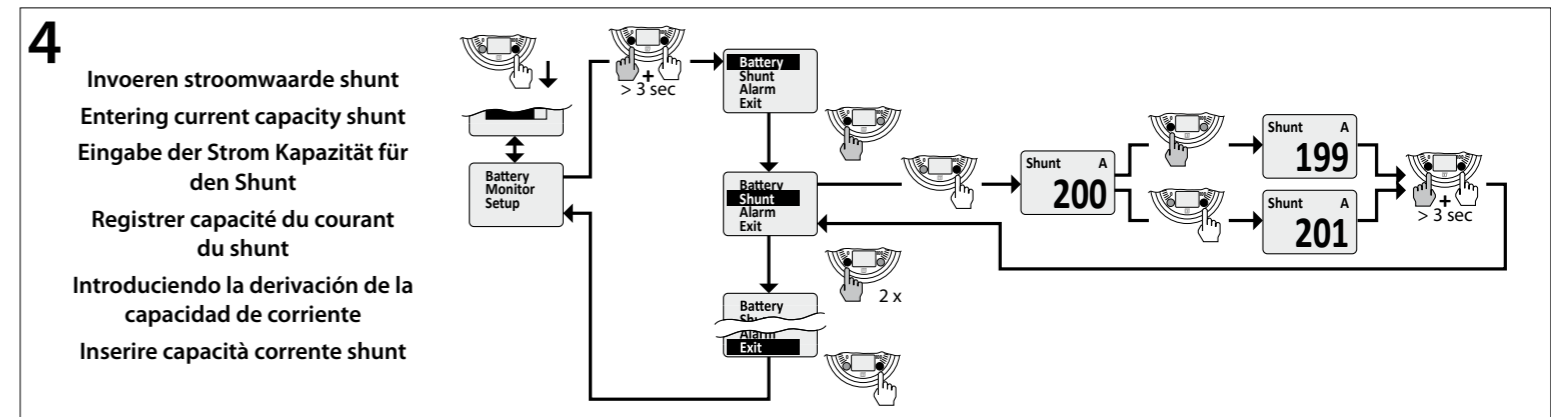 4
Invoeren stroomwaarde shunt
Entering current capacity shunt
Eingabe der Strom Kapazität für
den Shunt
Registrer capacité du courant
du shunt
Introduciendo la derivación de la
capacidad de corriente
Inserire capacità corrente shunt
Battery
Monitor
Setup
+
> 3 sec
Battery
Shunt
Alarm
Exit
Battery
Shunt
Alarm
Exit
2 x
Battery
Shunt
Alarm
Exit
Shunt A
200
Shunt A
199
Shunt A
201
+
> 3 sec